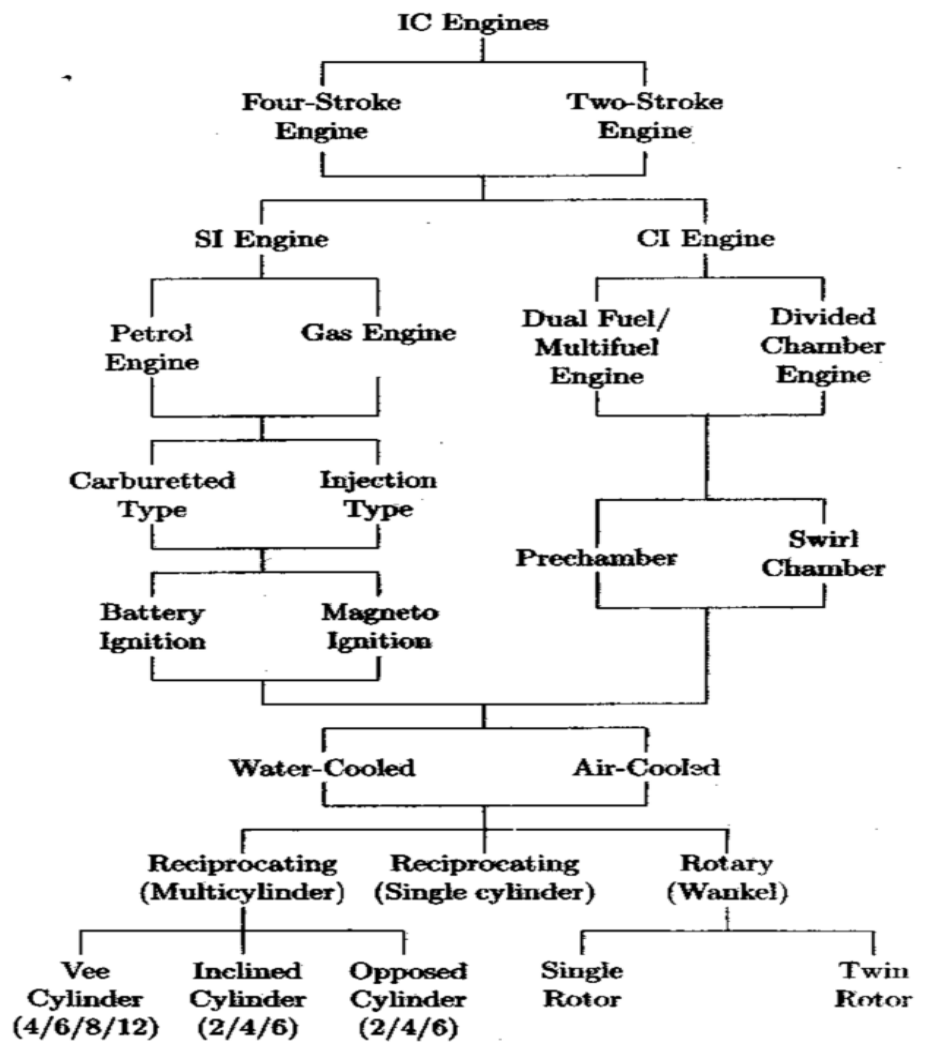 IC Engines
Four-Stroke
Engine
Two-Stroke
Engine
SI Engine
CI Engine
Petrol
Engine
Gas Engine
Dual Fuel/
Multifuel
Engine
Divided
Chamber
Engine
Carburetted
Type
Injection
Type
Prechamber
Swirl
Chamber
Battery
Ignition
Magneto
Ignition
Water-Cooled
Air-Cooled
Reciprocating
(Multicylinder)
Reciprocating
(Single cylinder)
Rotary
(Wankel)
Vee
Cylinder
(4/6/8/12)
Inclined
Cylinder
(2/4/6)
Opposed
Cylinder
(2/4/6)
Single
Rotor
Twin
Rotor